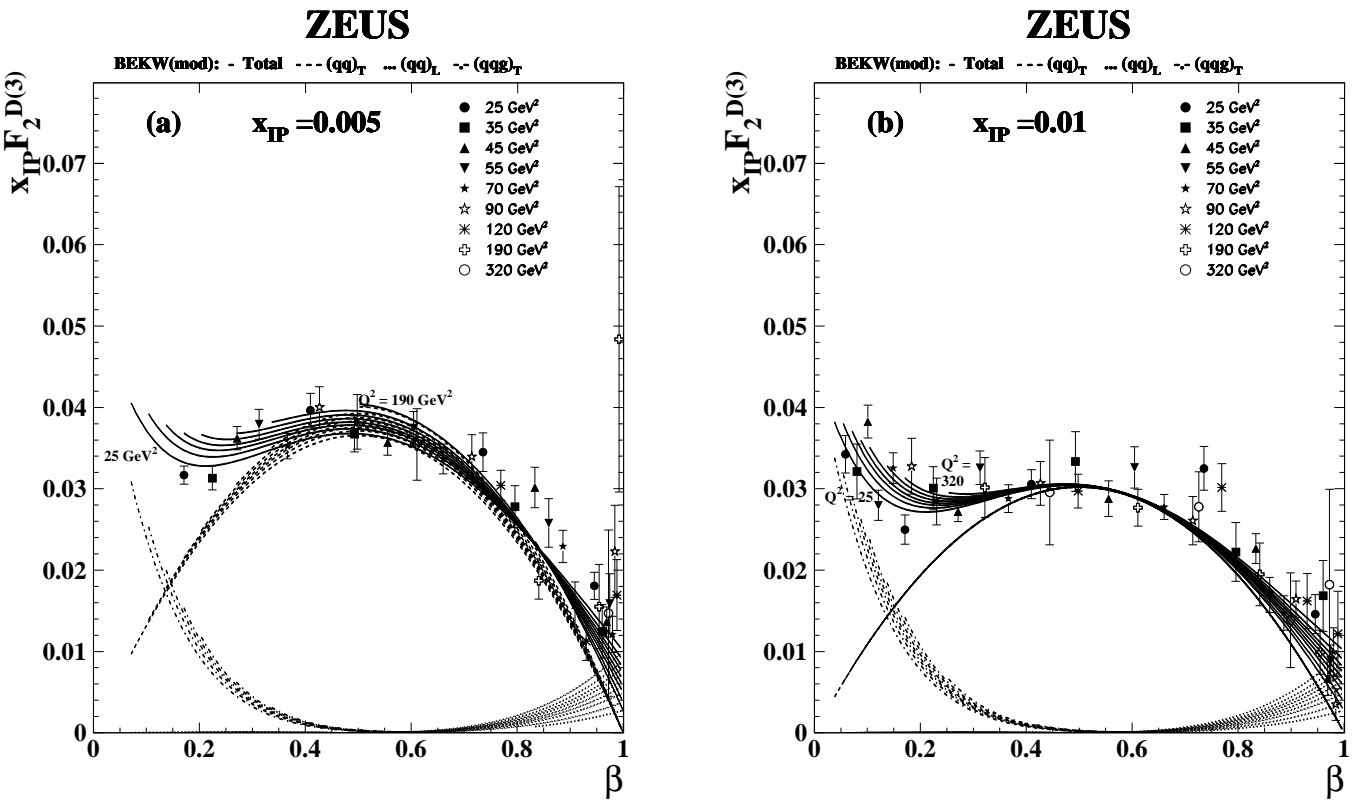 ZEUS
BEKW(mod): - Total --- (qq)T ... (qq)L -.- (qqg)T
xIPF2D(3)
(a) xIP =0.005
25 GeV2
35 GeV2
45 GeV2
55 GeV2
70 GeV2
90 GeV2
120 GeV2
190 GeV2
320 GeV2
0.07
0.06
0.05
0.04
0.03
0.02
0.01
0
Q2 = 190 GeV2
25 GeV2
0 0.2 0.4 0.6 0.8 1
β
ZEUS
BEKW(mod): - Total --- (qq)T ... (qq)L -.- (qqg)T
xIPF2D(3)
(b) xIP =0.01
25 GeV2
35 GeV2
45 GeV2
55 GeV2
70 GeV2
90 GeV2
120 GeV2
190 GeV2
320 GeV2
0.07
0.06
0.05
0.04
0.03
0.02
0.01
0
Q2 =
320
Q2 = 25
0 0.2 0.4 0.6 0.8 1
β